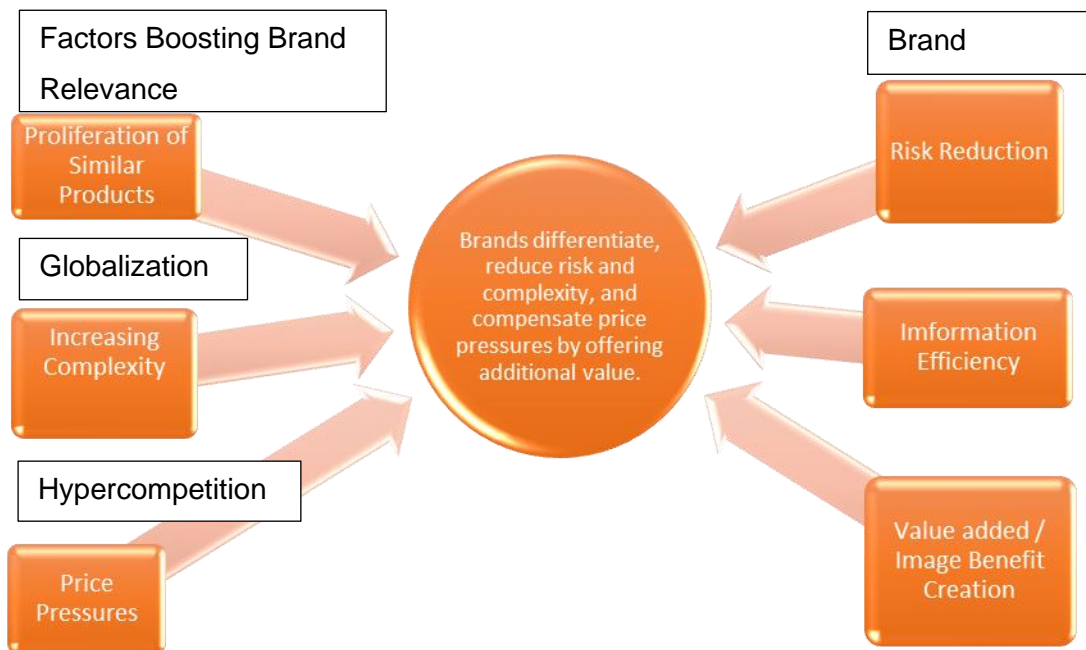 Factors Boosting Brand
Relevance
Proliferation of
Similar
Products
Globalization
Increasing
Complexity
Hypercompetition
Price
Pressures
Brands differentiate,
reduce risk and
complexity, and
compensate price
pressures by offering
additional value.
Brand
Risk Reduction
Imformation
Efficiency
Value added /
Image Benefit
Creation